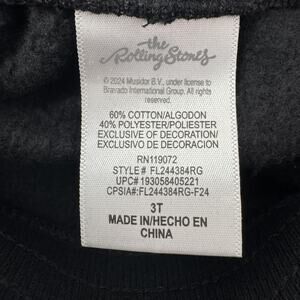 the
Rolling Stones
© 2024 Musidor B.V., under license to
Bravado International Group. All rights
reserved.
60% COTTON/ALGODON
40% POLYESTER/POLIESTER
EXCLUSIVE OF DECORATION/
EXCLUSIVO DE DECORACION
RN119072
STYLE# FL244384RG
UPC# 193058405221
CPSIA#:FL244384RG-F24
3T
MADE IN/HECHO EN
CHINA